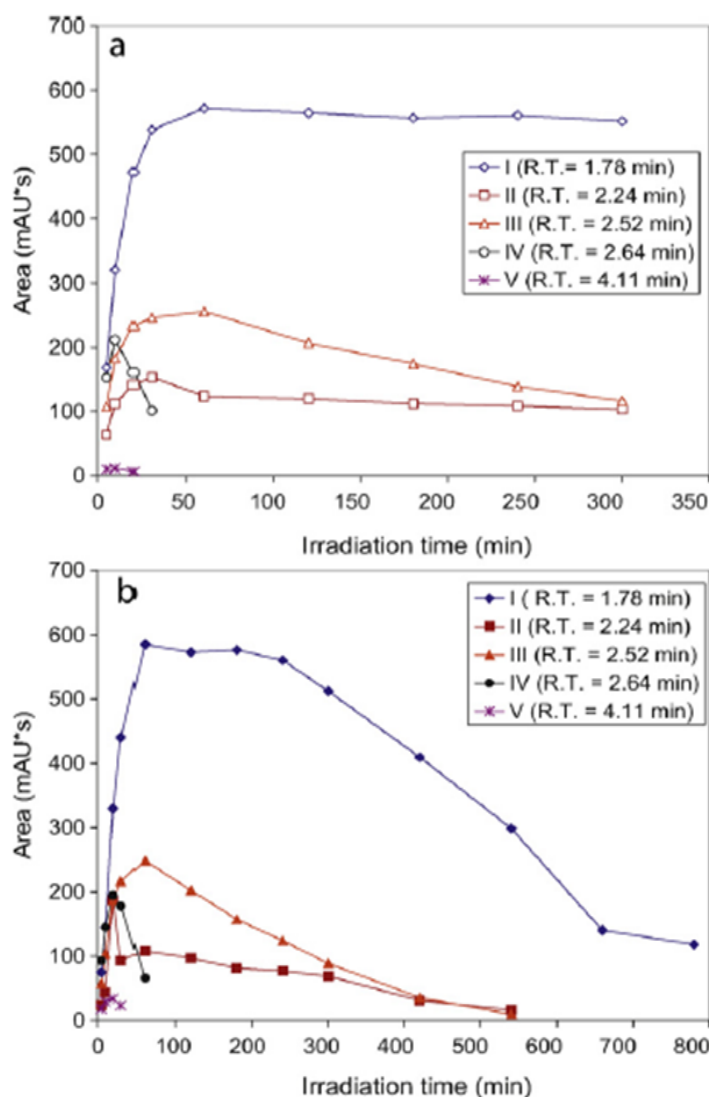 a
700
600
500
400
300
200
100
0
Area (mAU*s)
I (R.T.= 1.78 min)
II (R.T. = 2.24 min)
III (R.T. = 2.52 min)
IV (R.T. = 2.64 min)
V (R.T. = 4.11 min)
0 50 100 150 200 250 300 350
Irradiation time (min)
b
700
600
500
400
300
200
100
0
Area (mAU*s)
I ( R.T. = 1.78 min)
II (R.T. = 2.24 min)
III (R.T. = 2.52 min)
IV (R.T. = 2.64 min)
V (R.T. = 4.11 min)
0 100 200 300 400 500 600 700 800
Irradiation time (min)